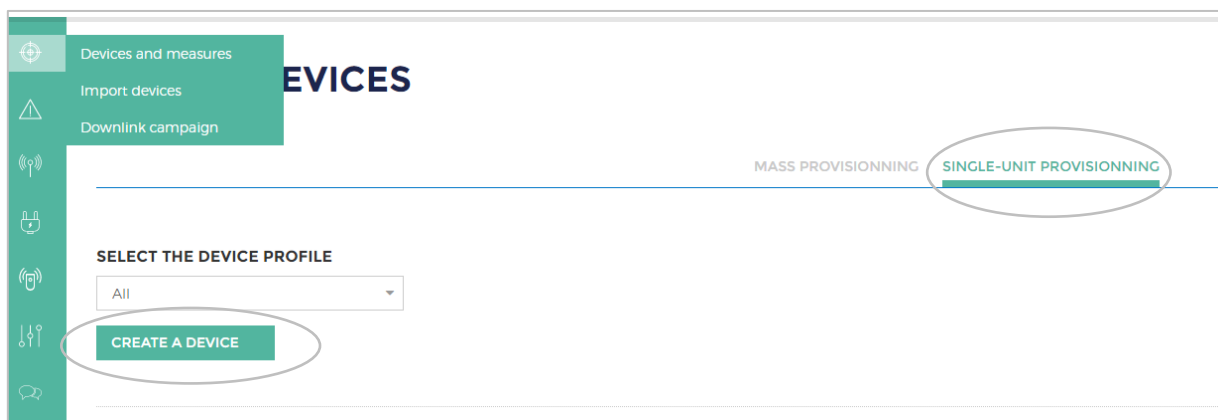 Devices and measures
Import devices
Downlink campaign
EVICES
MASS PROVISIONNING
SINGLE-UNIT PROVISIONNING
SELECT THE DEVICE PROFILE
All
CREATE A DEVICE